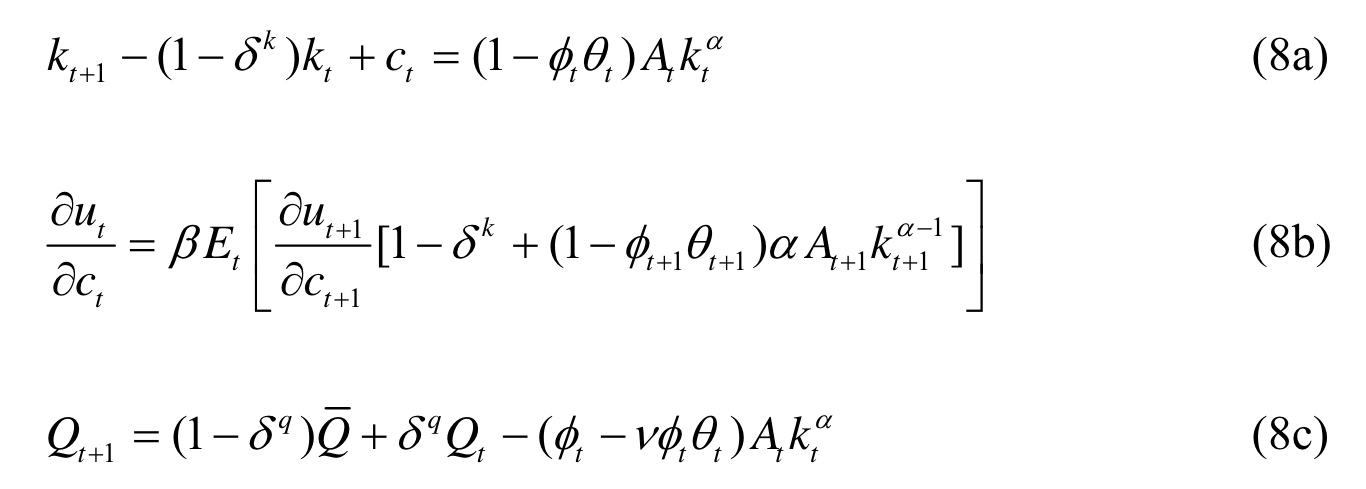 k_{t+1} − (1 − δ^k)k_t + c_t = (1 − ϕ_t θ_t) A_t k_t^α (8a)
∂u_t/∂c_t = βE_t [ ∂u_{t+1}/∂c_{t+1} [1 − δ^k + (1 − ϕ_{t+1} θ_{t+1}) α A_{t+1} k_{t+1}^{α−1}] ] (8b)
Q_{t+1} = (1 − δ^q)Q̅ + δ^q Q_t − (ϕ_t − νϕ_t θ_t) A_t k_t^α (8c)